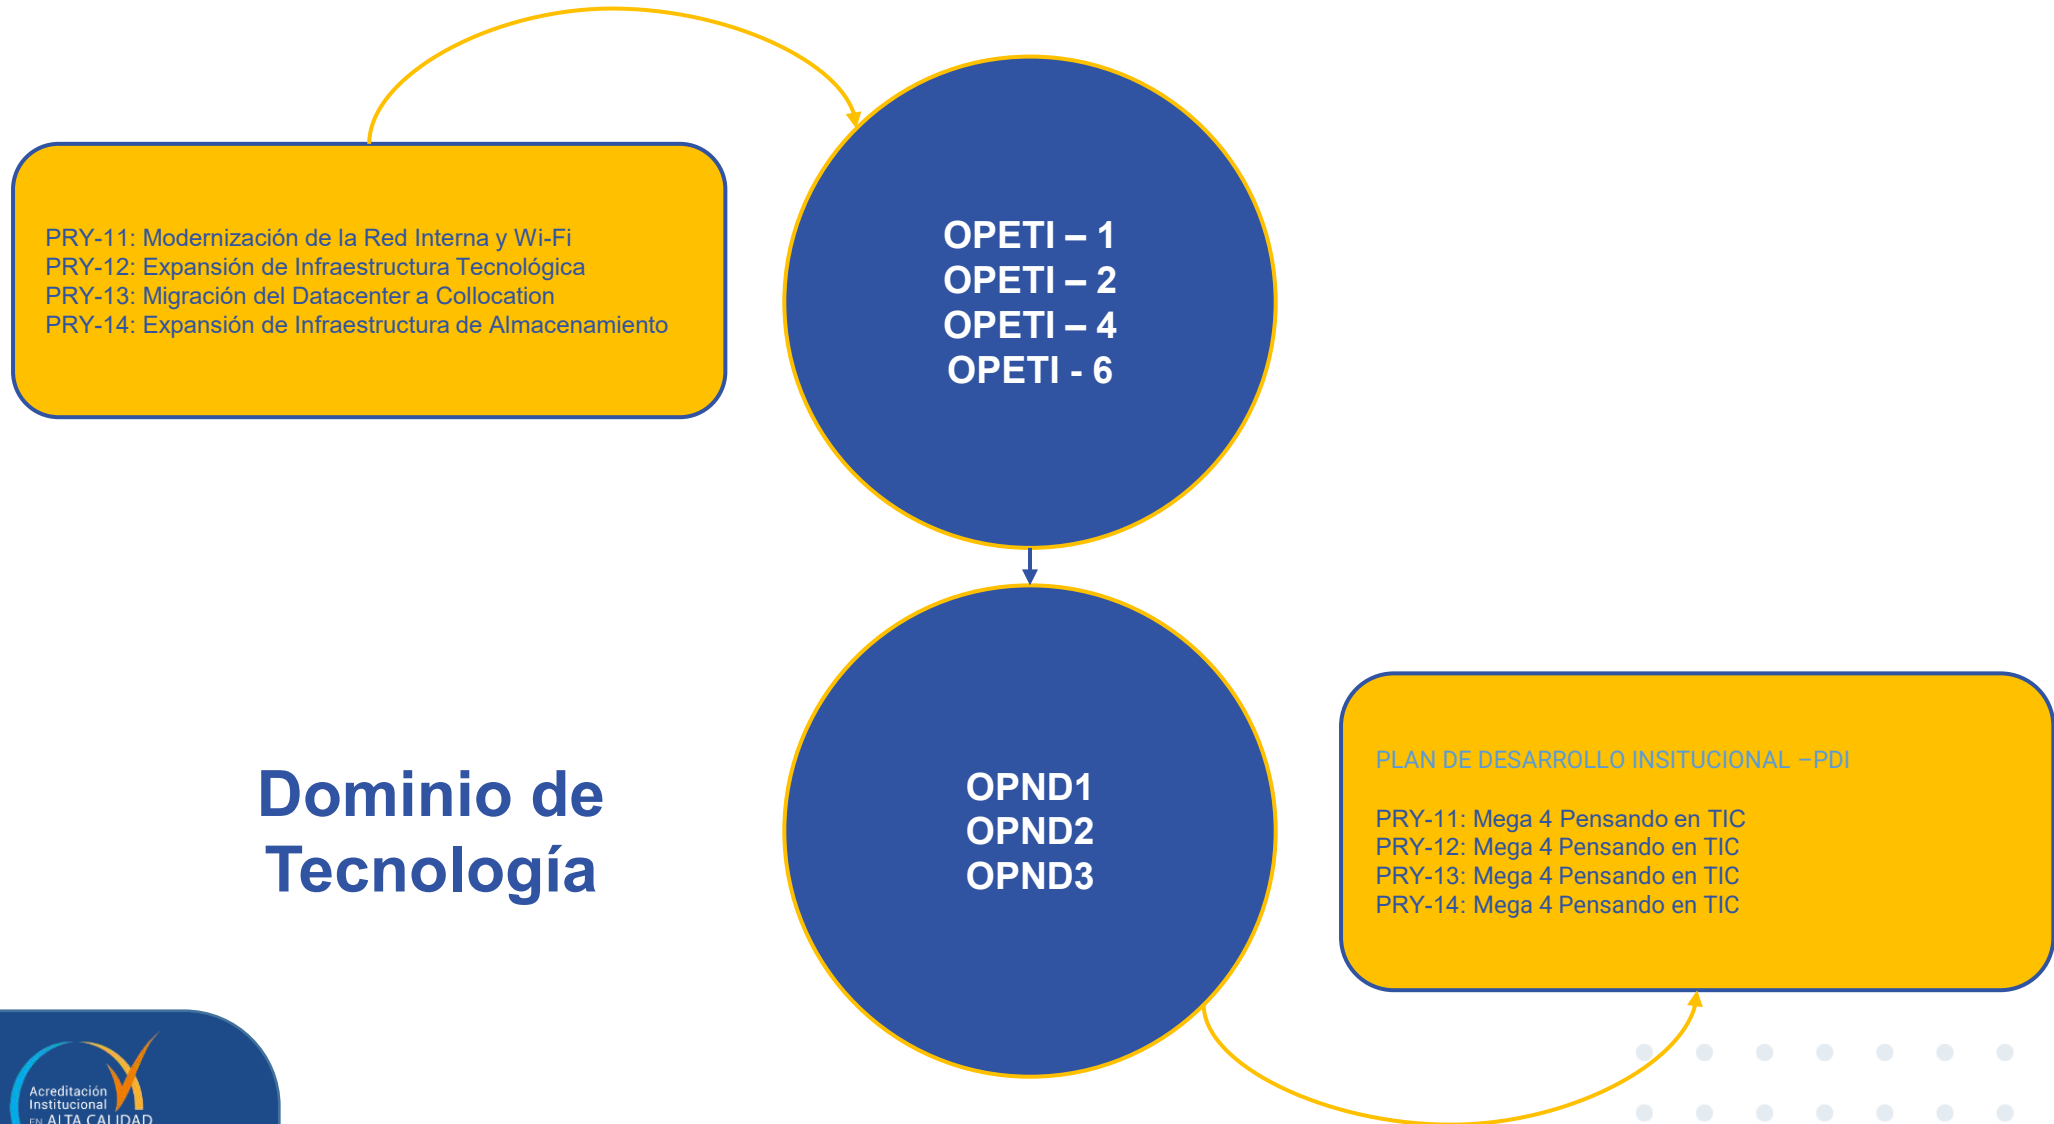 PRY-11: Modernización de la Red Interna y Wi-Fi
PRY-12: Expansión de Infraestructura Tecnológica
PRY-13: Migración del Datacenter a Collocation
PRY-14: Expansión de Infraestructura de Almacenamiento
OPETI – 1
OPETI – 2
OPETI – 4
OPETI - 6
Dominio de
Tecnología
OPND1
OPND2
OPND3
PLAN DE DESARROLLO INSITUCIONAL –PDI
PRY-11: Mega 4 Pensando en TIC
PRY-12: Mega 4 Pensando en TIC
PRY-13: Mega 4 Pensando en TIC
PRY-14: Mega 4 Pensando en TIC
Acreditación
Institucional
EN ALTA CALIDAD